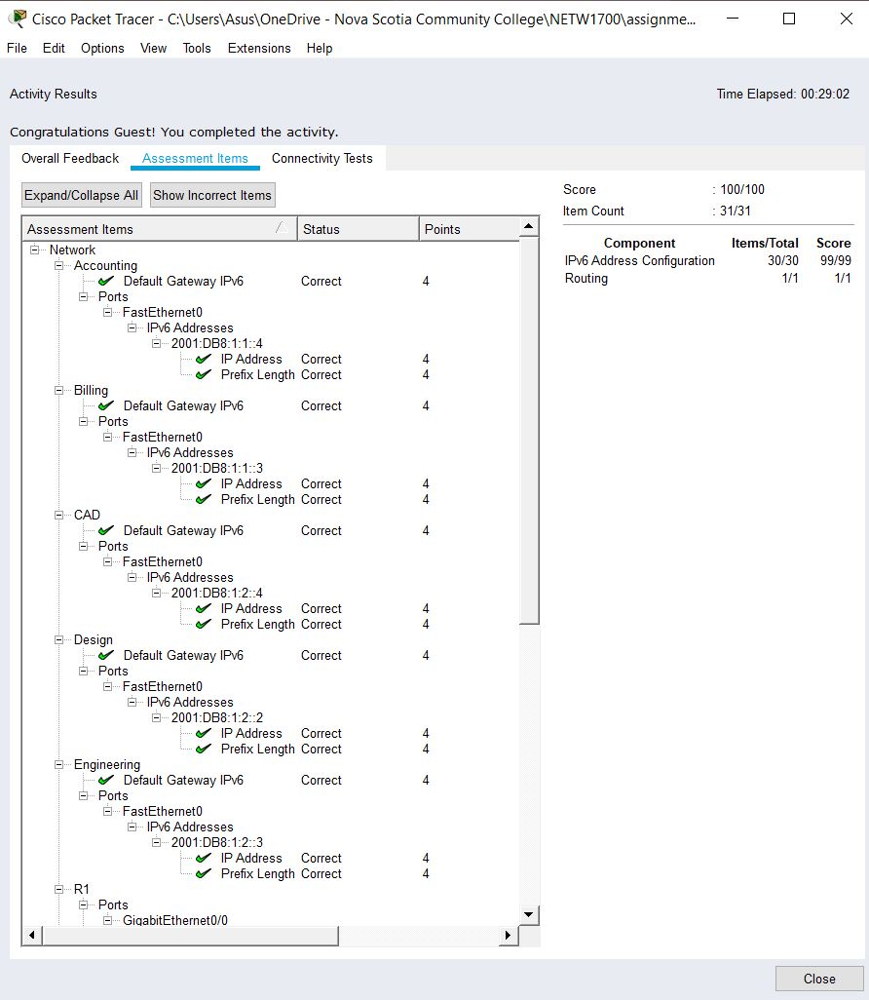 Cisco Packet Tracer - C:\Users\Asus\OneDrive - Nova Scotia Community College\NETW1700\assignme...
File Edit Options View Tools Extensions Help
Activity Results
Time Elapsed: 00:29:02
Congratulations Guest! You completed the activity.
Overall Feedback Assessment Items Connectivity Tests
Expand/Collapse All Show Incorrect Items
Assessment Items Status Points
Network
Accounting
Default Gateway IPv6 Correct 4
Ports
FastEthernet0
IPv6 Addresses
2001:DB8:1:1::4
IP Address Correct 4
Prefix Length Correct 4
Billing
Default Gateway IPv6 Correct 4
Ports
FastEthernet0
IPv6 Addresses
2001:DB8:1:1::3
IP Address Correct 4
Prefix Length Correct 4
CAD
Default Gateway IPv6 Correct 4
Ports
FastEthernet0
IPv6 Addresses
2001:DB8:1:2::4
IP Address Correct 4
Prefix Length Correct 4
Design
Default Gateway IPv6 Correct 4
Ports
FastEthernet0
IPv6 Addresses
2001:DB8:1:2::2
IP Address Correct 4
Prefix Length Correct 4
Engineering
Default Gateway IPv6 Correct 4
Ports
FastEthernet0
IPv6 Addresses
2001:DB8:1:2::3
IP Address Correct 4
Prefix Length Correct 4
R1
Ports
GigabitEthernet0/0
Score : 100/100
Item Count : 31/31
Component Items/Total Score
IPv6 Address Configuration 30/30 99/99
Routing 1/1 1/1
Close